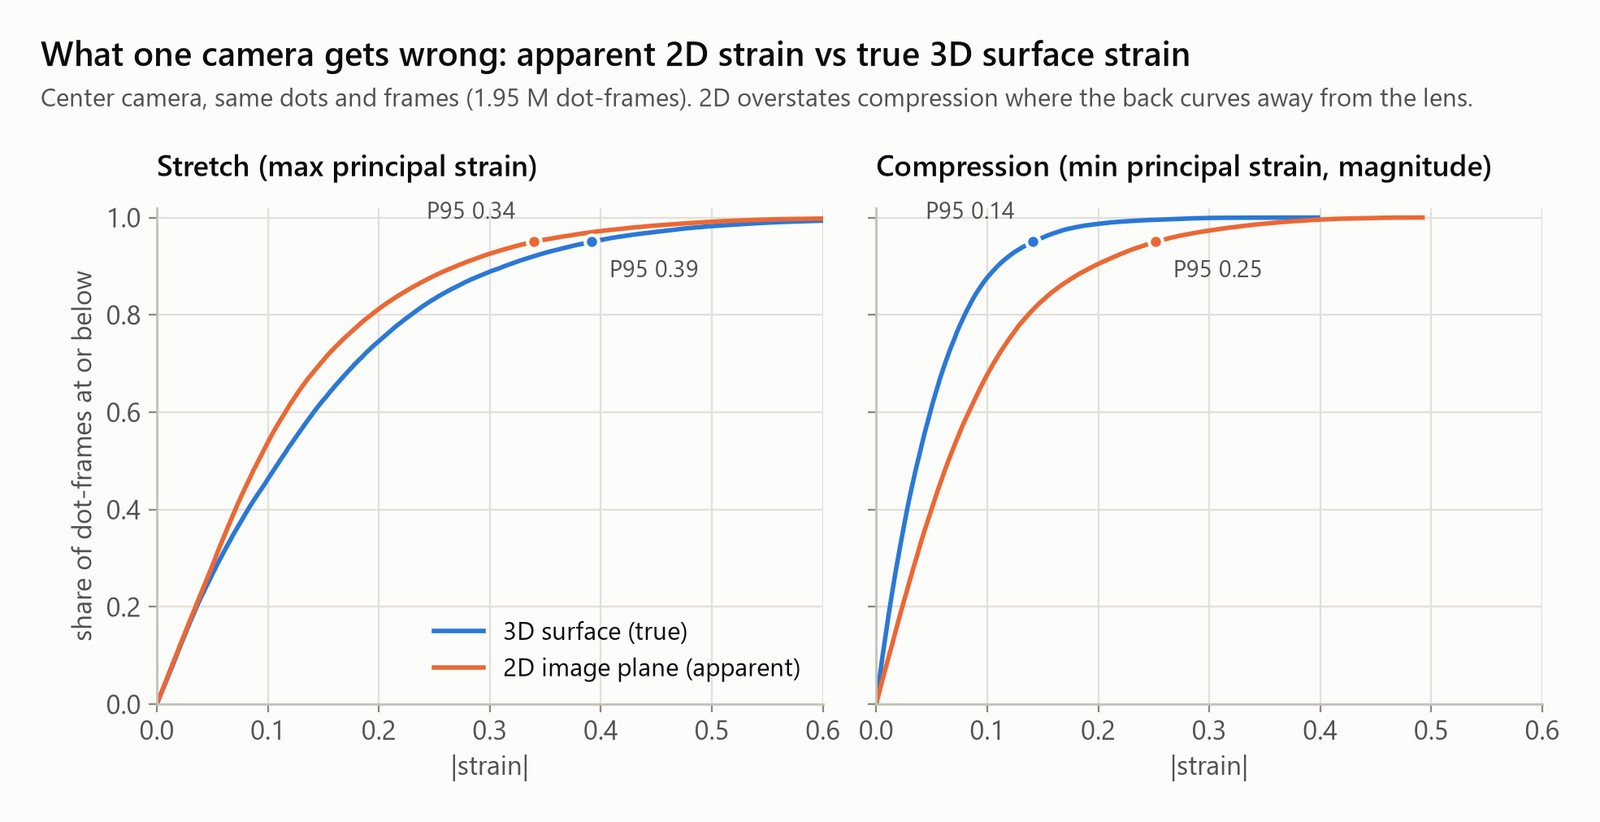 What one camera gets wrong: apparent 2D strain vs true 3D surface strain
Center camera, same dots and frames (1.95 M dot-frames). 2D overstates compression where the back curves away from the lens.
Stretch (max principal strain)
P95 0.34
P95 0.39
1.0
0.8
0.6
0.4
0.2
0.0
share of dot-frames at or below
3D surface (true)
2D image plane (apparent)
0.0 0.1 0.2 0.3 0.4 0.5 0.6
|strain|
Compression (min principal strain, magnitude)
P95 0.14
P95 0.25
0.0 0.1 0.2 0.3 0.4 0.5 0.6
|strain|